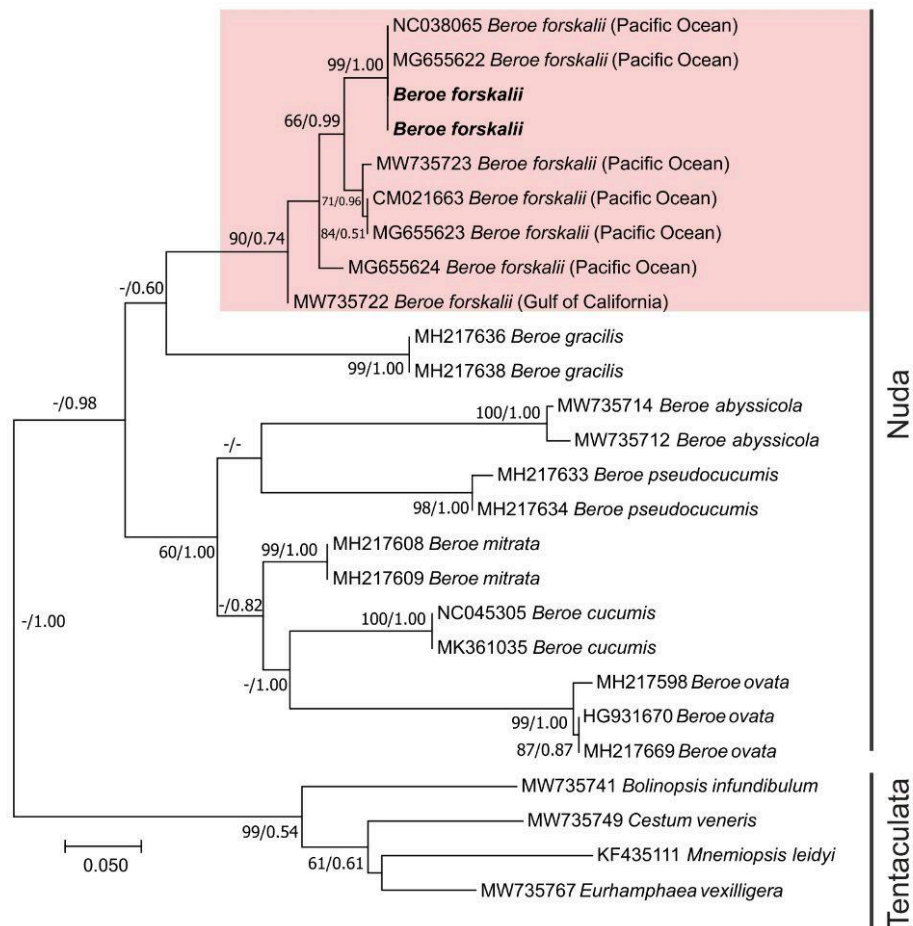 NC038065 Beroe forskalii (Pacific Ocean)
MG655622 Beroe forskalii (Pacific Ocean)
99/1.00
Beroe forskalii
66/0.99
Beroe forskalii
MW735723 Beroe forskalii (Pacific Ocean)
71/0.96
CM021663 Beroe forskalii (Pacific Ocean)
84/0.51
MG655623 Beroe forskalii (Pacific Ocean)
90/0.74
MG655624 Beroe forskalii (Pacific Ocean)
-/0.60
MW735722 Beroe forskalii (Gulf of California)
MH217636 Beroe gracilis
99/1.00
MH217638 Beroe gracilis
-/0.98
MW735714 Beroe abyssicola
100/1.00
MW735712 Beroe abyssicola
-/-
MH217633 Beroe pseudocucumis
98/1.00
MH217634 Beroe pseudocucumis
60/1.00
MH217608 Beroe mitrata
99/1.00
MH217609 Beroe mitrata
-/0.82
NC045305 Beroe cucumis
100/1.00
MK361035 Beroe cucumis
-/1.00
-/1.00
MH217598 Beroe ovata
99/1.00
HG931670 Beroe ovata
87/0.87
MH217669 Beroe ovata
Nuda
MW735741 Bolinopsis infundibulum
99/0.54
MW735749 Cestum veneris
61/0.61
KF435111 Mnemiopsis leidyi
MW735767 Eurhamphaea vexilligera
Tentaculata
0.050